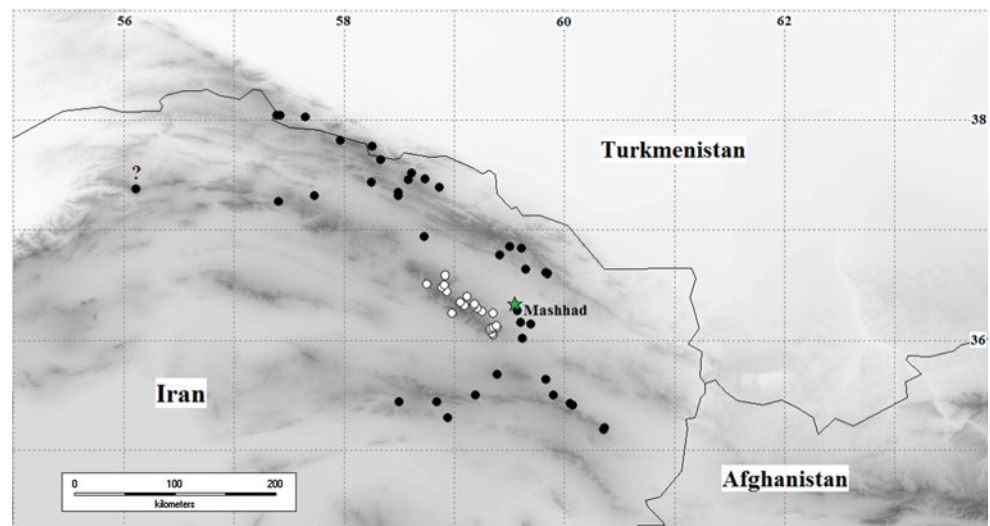 56 58 60 62
38
Turkmenistan
?
Mashhad
36
Iran
0 100 200
kilometers
Afghanistan